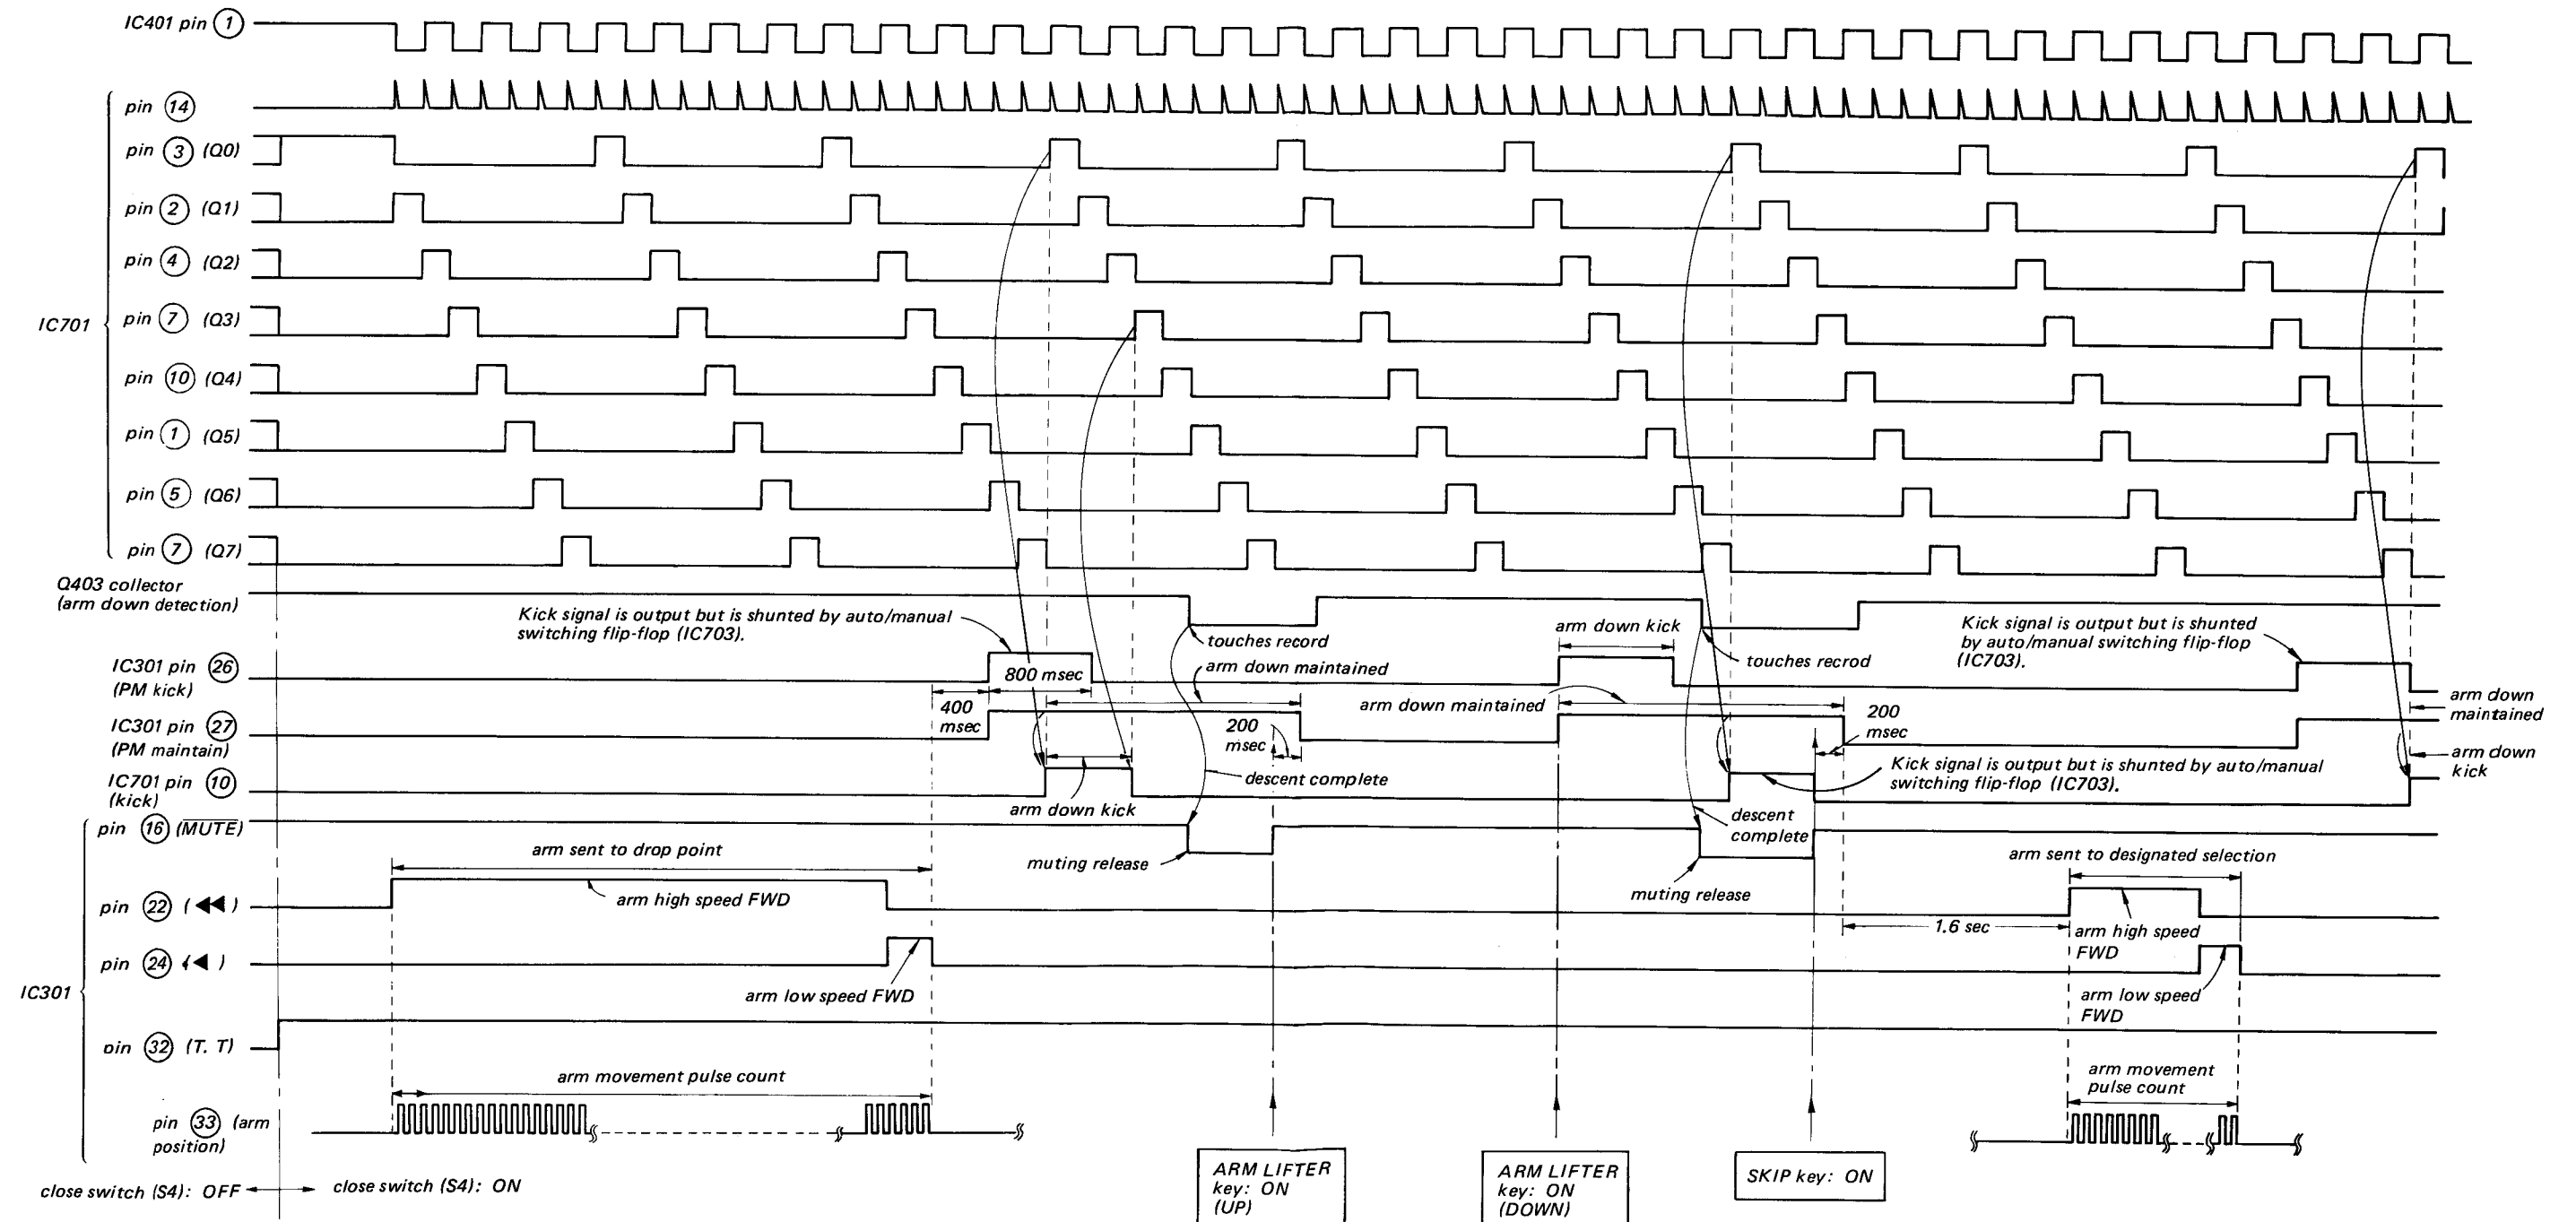 IC401 pin 1
pin 14
pin 3 (Q0)
pin 2 (Q1)
pin 4 (Q2)
IC701
pin 7 (Q3)
pin 10 (Q4)
pin 1 (Q5)
pin 5 (Q6)
pin 7 (Q7)
Q403 collector
(arm down detection)
Kick signal is output but is shunted by auto/manual
switching flip-flop (IC703).
touches record
arm down kick
touches recrod
Kick signal is output but is shunted
by auto/manual switching flip-flop
(IC703).
IC301 pin 26
(PM kick)
800 msec
arm down maintained
400
msec
arm down maintained
200
msec
arm down
maintained
IC301 pin 27
(PM maintain)
200
msec
arm down
kick
IC701 pin 10
(kick)
descent complete
Kick signal is output but is shunted by auto/manual
switching flip-flop (IC703).
arm down kick
descent
complete
pin 16 (MUTE)
arm sent to drop point
muting release
muting release
arm sent to designated selection
pin 22 (◀◀)
arm high speed FWD
1.6 sec
arm high speed
FWD
pin 24 (◀)
arm low speed FWD
arm low speed
FWD
IC301
pin 32 (T. T)
arm movement pulse count
arm movement
pulse count
pin 33 (arm
position)
close switch (S4): OFF
close switch (S4): ON
ARM LIFTER
key: ON
(UP)
ARM LIFTER
key: ON
(DOWN)
SKIP key: ON